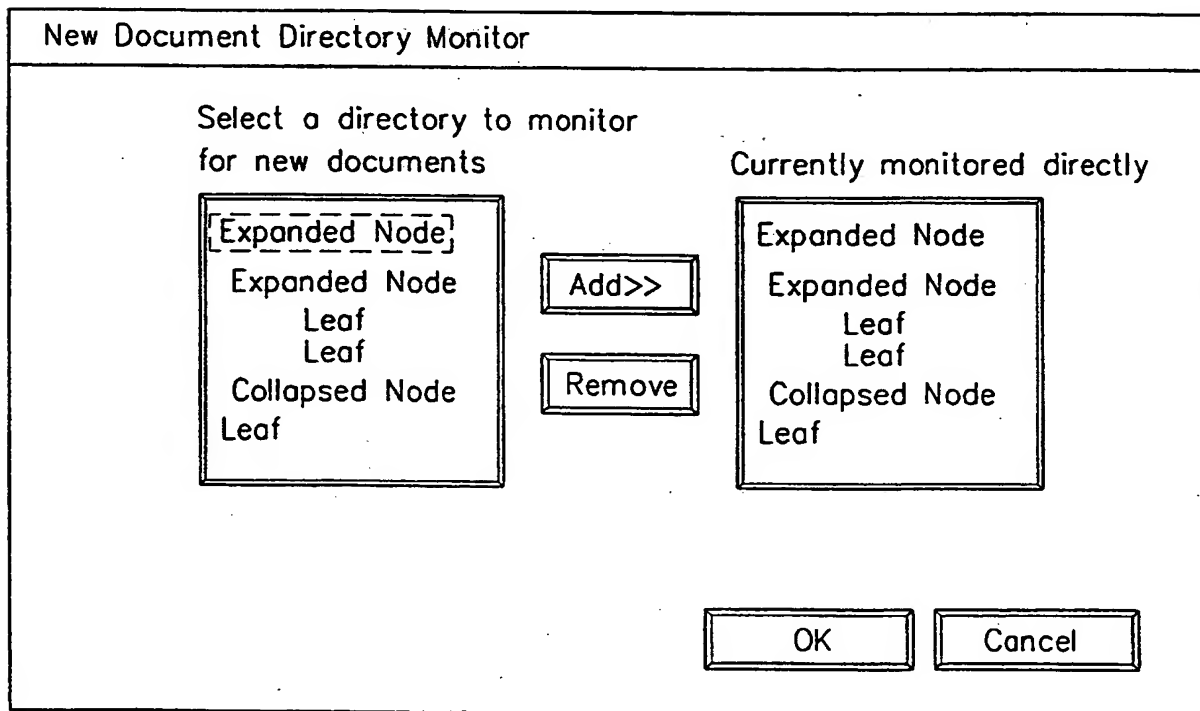 New Document Directory Monitor
Select a directory to monitor
for new documents
Expanded Node
Expanded Node
Leaf
Leaf
Collapsed Node
Leaf
Add>>
Remove
Currently monitored directly
Expanded Node
Expanded Node
Leaf
Leaf
Collapsed Node
Leaf
OK
Cancel